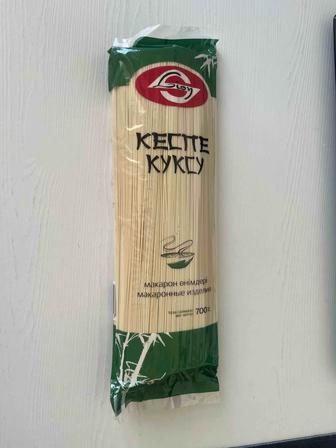 КЕСПЕ
КУКСУ
макарон өнімдері
макаронные изделия
700г